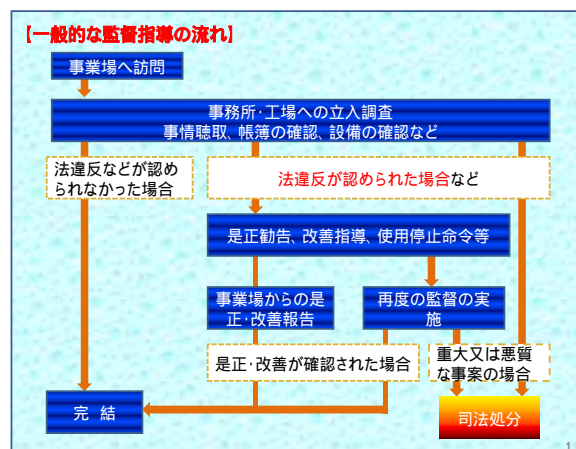 【一般的な監督指導の流れ】
事業場へ訪問
事務所・工場への立入調査
事情聴取、帳簿の確認、設備の確認など
法違反などが認め
られなかった場合
法違反が認められた場合など
是正勧告、改善指導、使用停止命令等
事業場からの是
正・改善報告
再度の監督の実
施
是正・改善が確認された場合
重大又は悪質
な事案の場合
完 結
司法処分
1